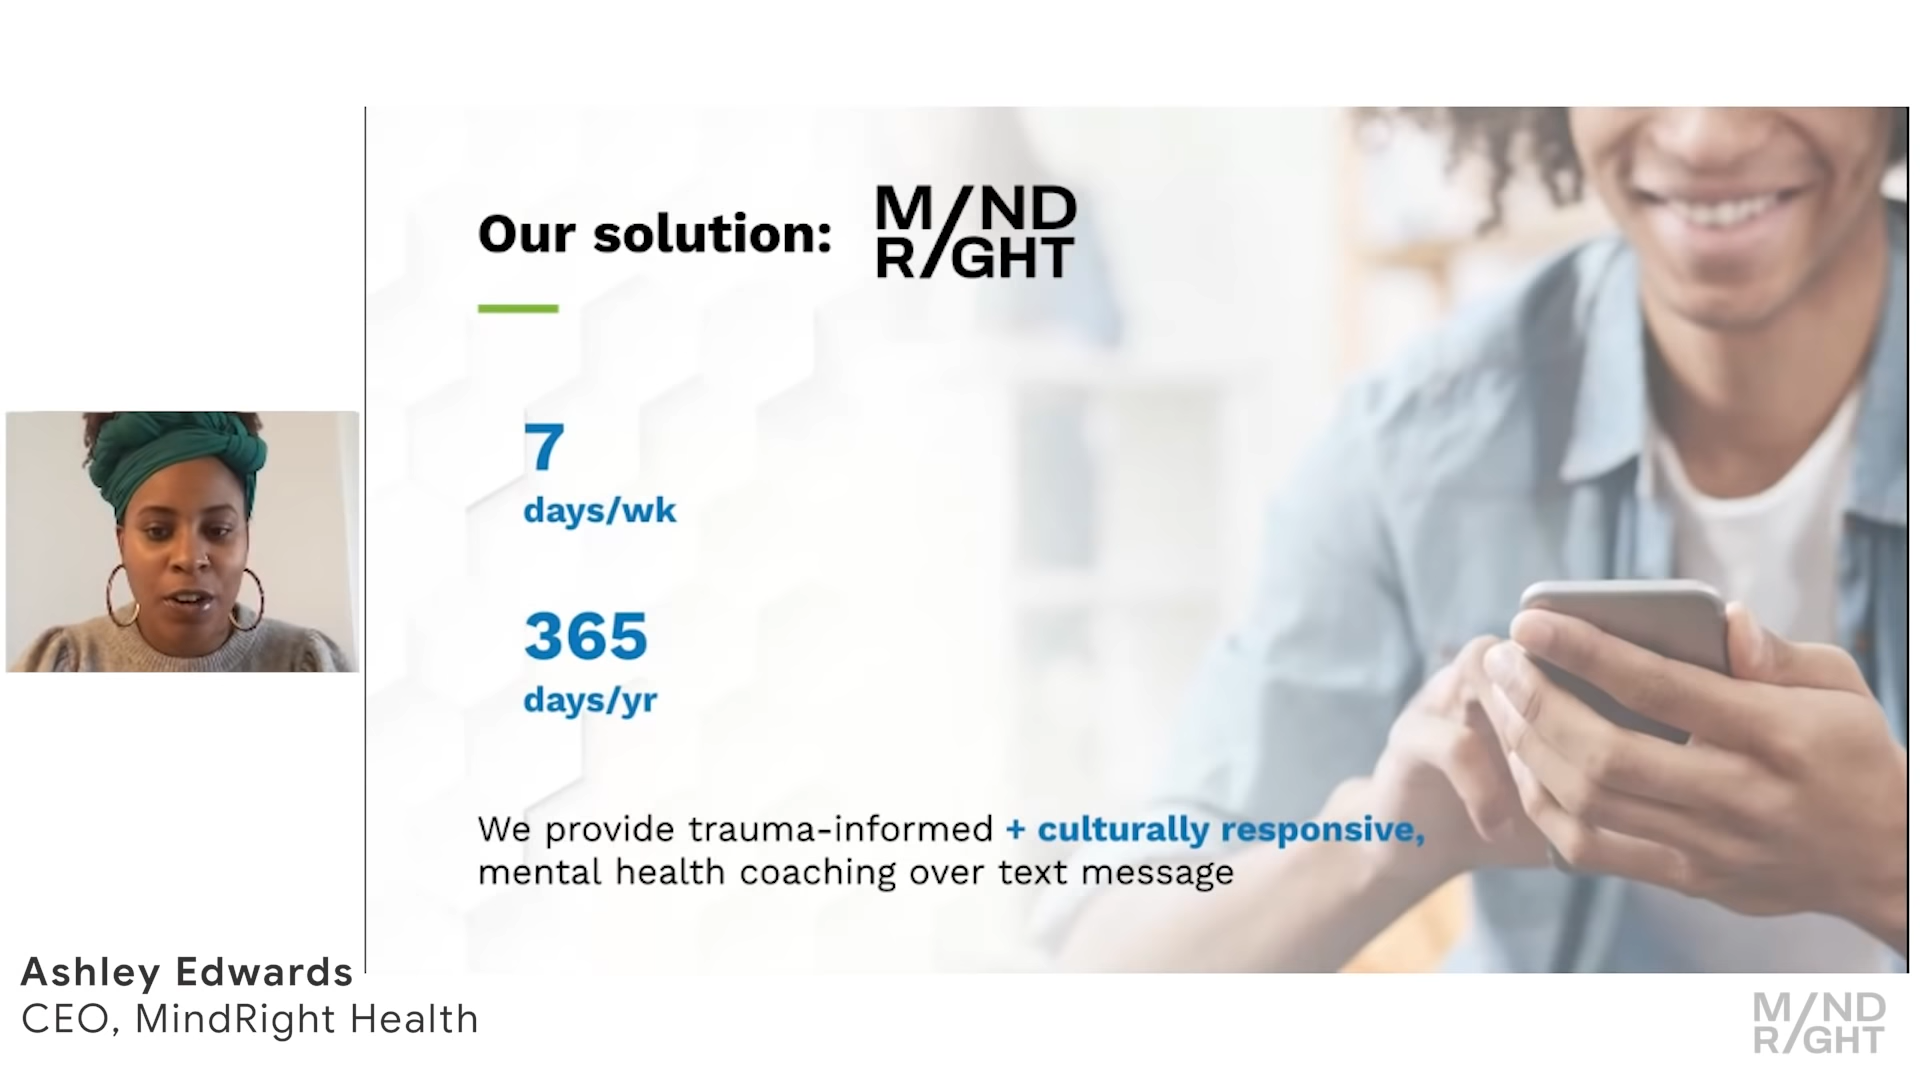 Our solution:
M/ND
R/GHT
7
days/wk
365
days/yr
We provide trauma-informed + culturally responsive,
mental health coaching over text message
Ashley Edwards
CEO, MindRight Health
M/ND
R/GHT